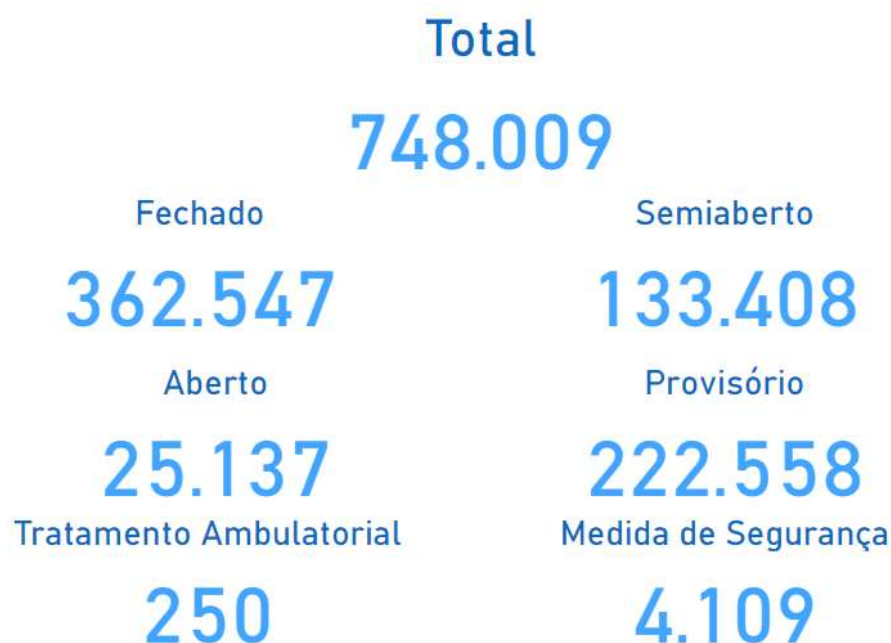 Total
748.009
Fechado Semiaberto
362.547 133.408
Aberto Provisório
25.137 222.558
Tratamento Ambulatorial Medida de Segurança
250 4.109